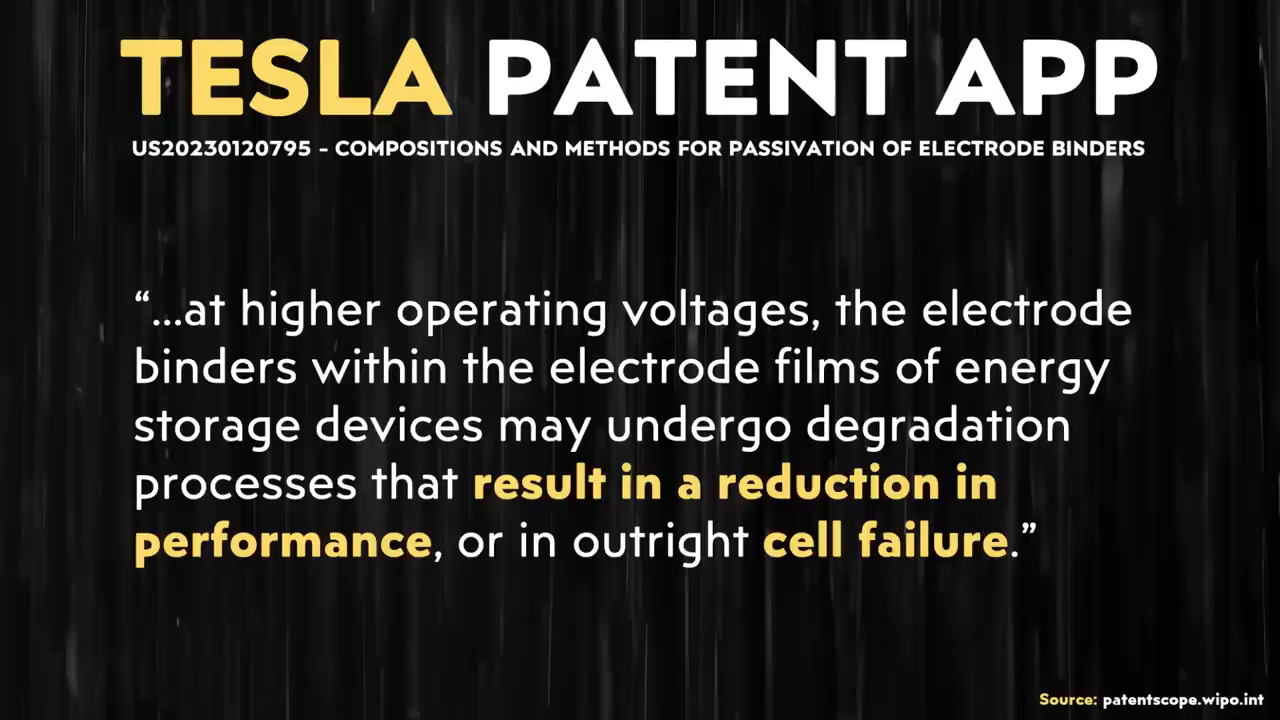 TESLA PATENT APP
US20230120795 - COMPOSITIONS AND METHODS FOR PASSIVATION OF ELECTRODE BINDERS
“...at higher operating voltages, the electrode
binders within the electrode films of energy
storage devices may undergo degradation
processes that result in a reduction in
performance, or in outright cell failure.”
Source: patentscope.wipo.int